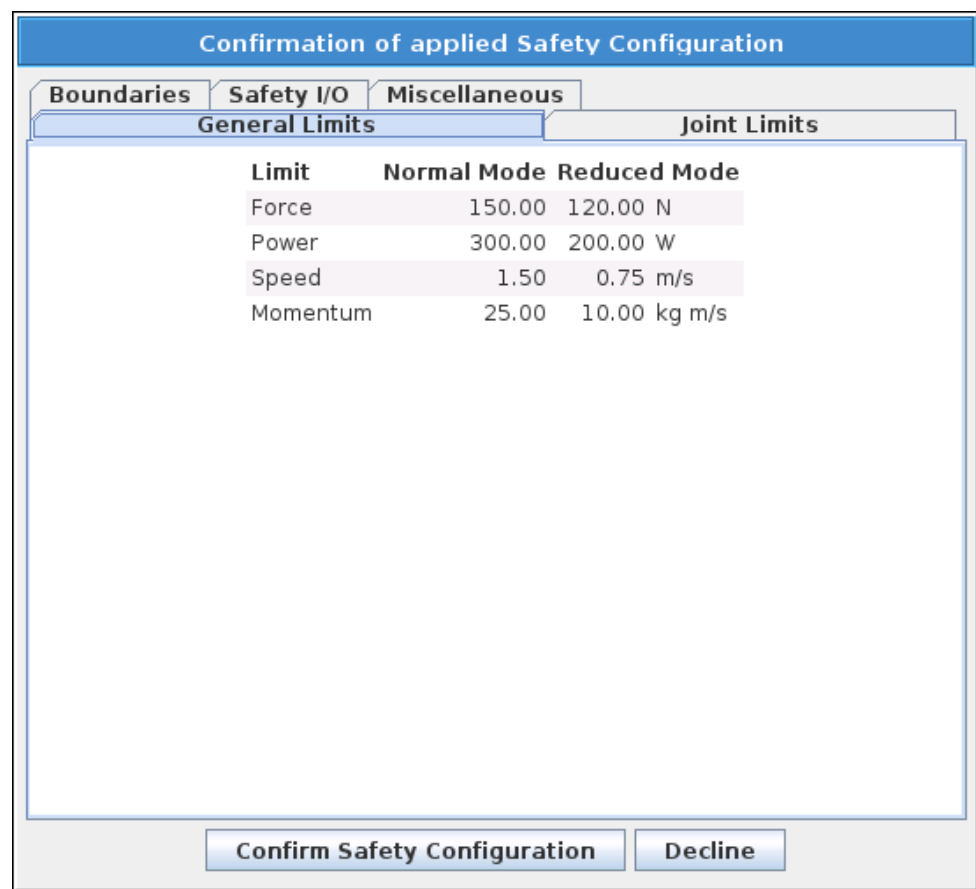 Confirmation of applied Safety Configuration
Boundaries Safety I/O Miscellaneous
General Limits Joint Limits
Limit Normal Mode Reduced Mode
Force 150.00 120.00 N
Power 300.00 200.00 W
Speed 1.50 0.75 m/s
Momentum 25.00 10.00 kg m/s
Confirm Safety Configuration Decline